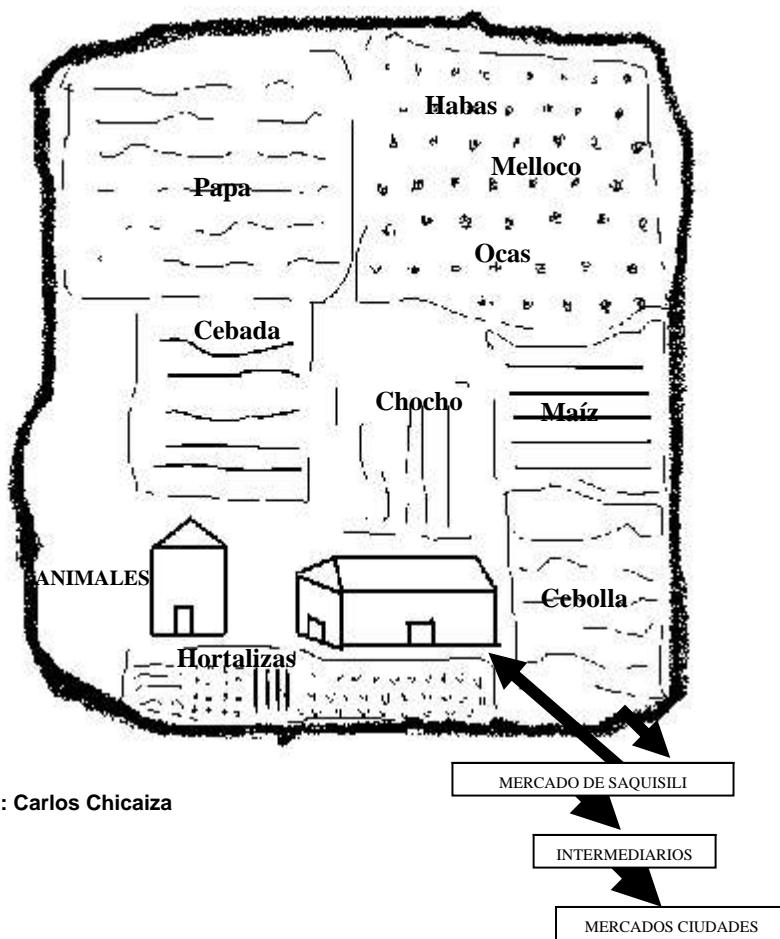 Habas
Melloco
Papa
Ocas
Cebada
Chocho
Maíz
ANIMALES
Cebolla
Hortalizas
MERCADO DE SAQUISILI
: Carlos Chicaiza
INTERMEDIARIOS
MERCADOS CIUDADES